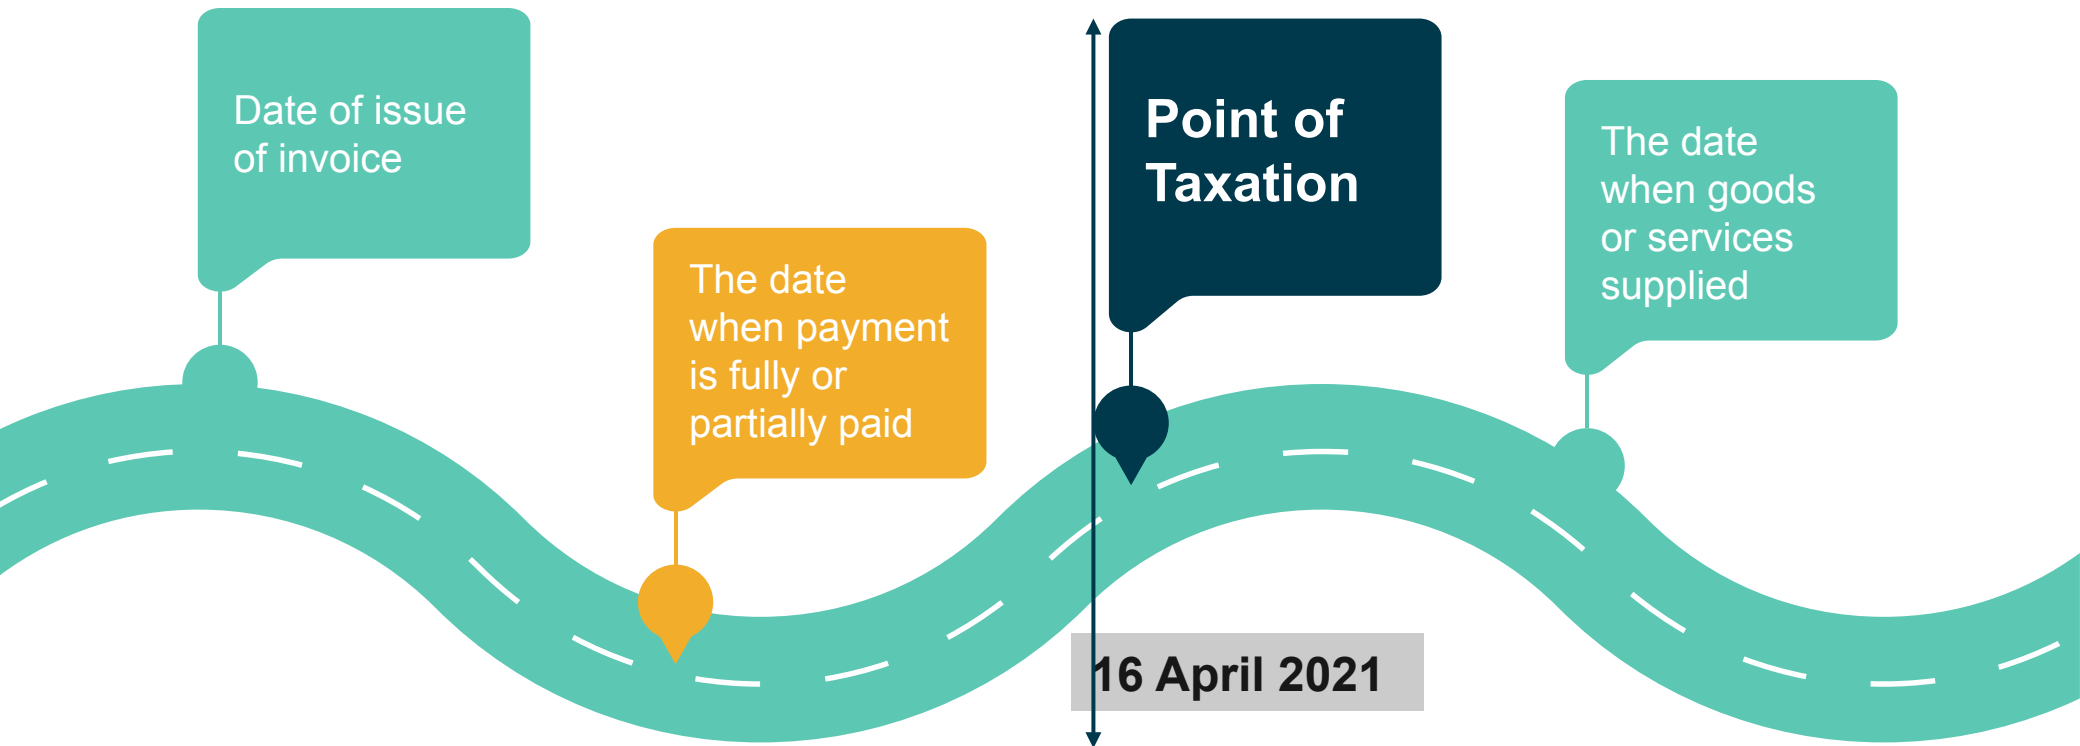 Date of issue
of invoice
The date
when payment
is fully or
partially paid
Point of
Taxation
The date
when goods
or services
supplied
16 April 2021